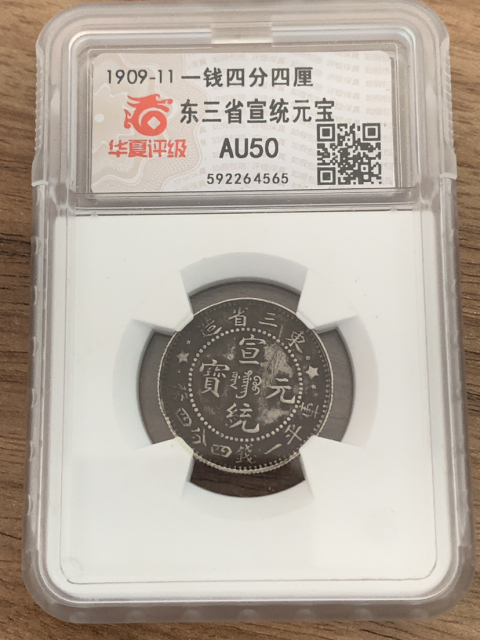 1909-11 一钱四分四厘
东三省宣统元宝
华夏评级
AU50
592264565
東三省造
宣
寶 元
統
庫平一錢四分四